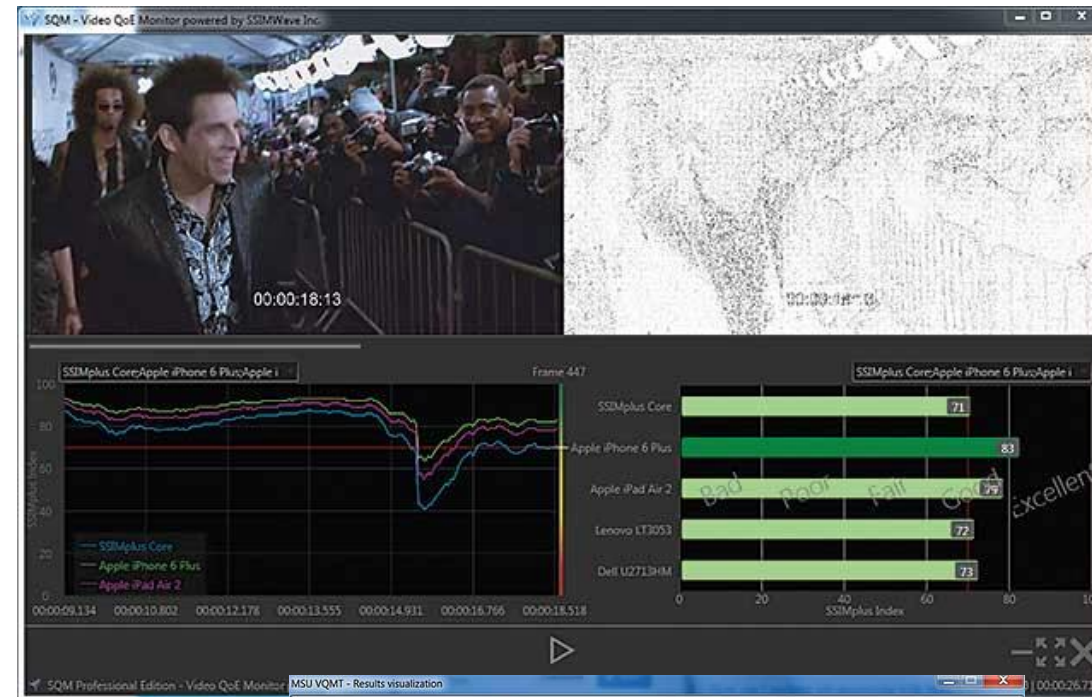 SQM - Video QoE Monitor powered by SSIMWave Inc.
00:00:18:13
SSIMplus Core;Apple iPhone 6 Plus;Apple i
Frame 447
SSIMplus Core;Apple iPhone 6 Plus;Apple i
100
80
60
40
20
0
SSIMplus Index
SSIMplus Core
Apple iPhone 6 Plus
Apple iPad Air 2
00:00:09.134 00:00:10.802 00:00:12.178 00:00:13.555 00:00:14.931 00:00:16.766 00:00:18.518
SSIMplus Core 71
Apple iPhone 6 Plus 83
Apple iPad Air 2 79
Lenovo LT3053 72
Dell U2713HM 73
Bad Poor Fair Good Excellen
0 20 40 60 80 10
SSIMplus Index
SQM Professional Edition - Video QoE Monitor
MSU VQMT - Results visualization
00:00:26.7